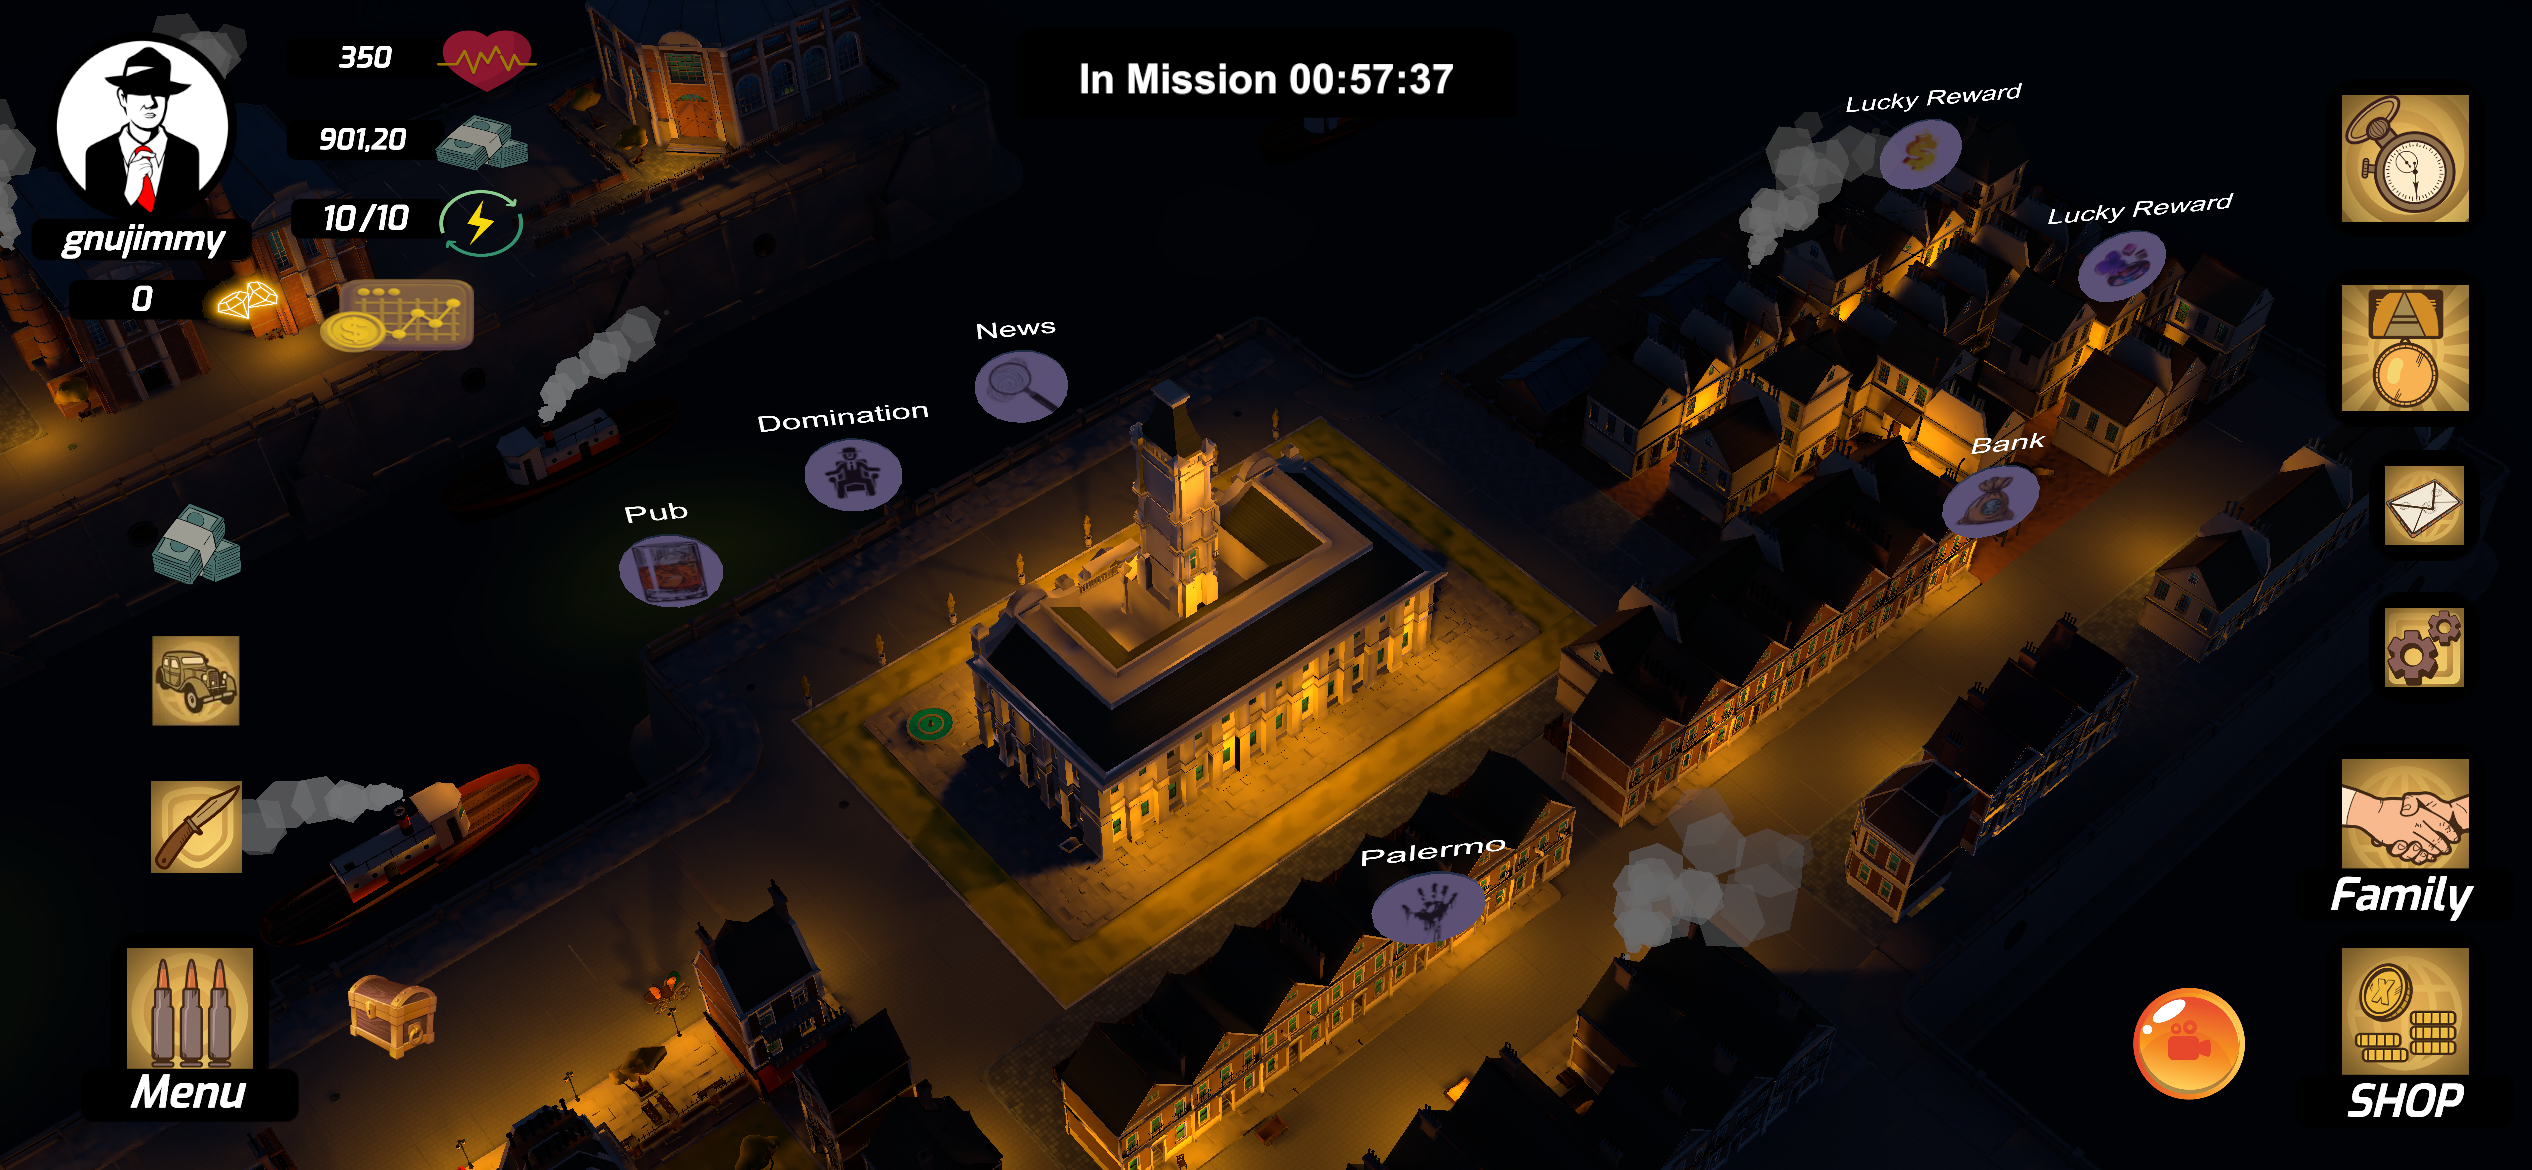 350
In Mission 00:57:37
Lucky Reward
901,20
Lucky Reward
10/10
gnujimmy
0
News
Domination
Bank
Pub
Palermo
Family
Menu
SHOP